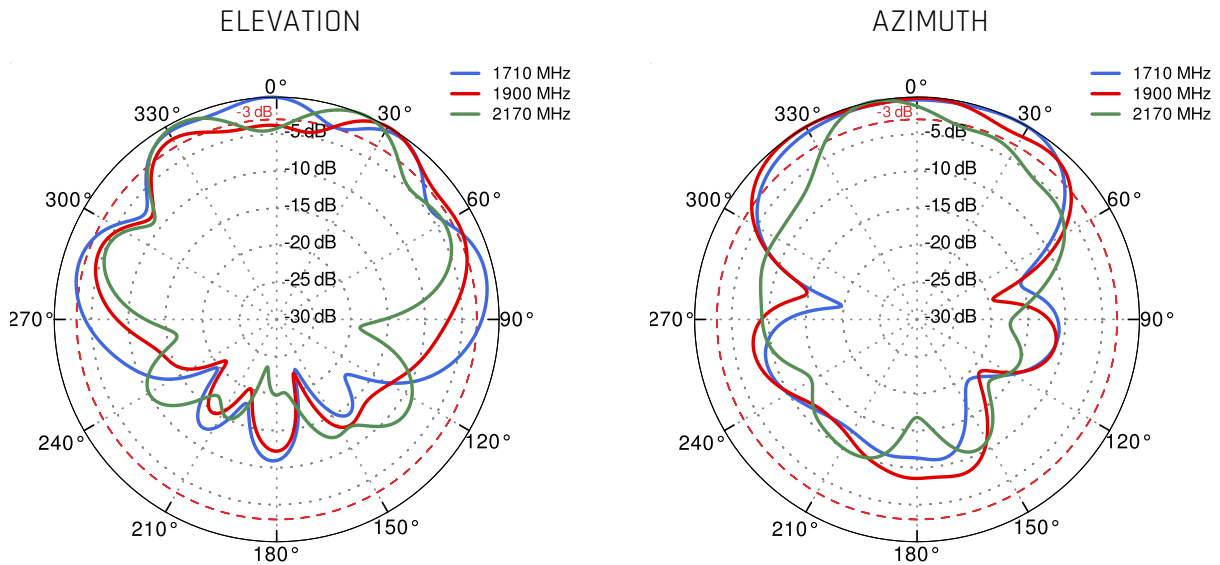 ELEVATION
1710 MHz
1900 MHz
2170 MHz
0°
30°
60°
90°
120°
150°
180°
210°
240°
270°
300°
330°
-3 dB
-5 dB
-10 dB
-15 dB
-20 dB
-25 dB
-30 dB
AZIMUTH
1710 MHz
1900 MHz
2170 MHz
0°
30°
60°
90°
120°
150°
180°
210°
240°
270°
300°
330°
-3 dB
-5 dB
-10 dB
-15 dB
-20 dB
-25 dB
-30 dB